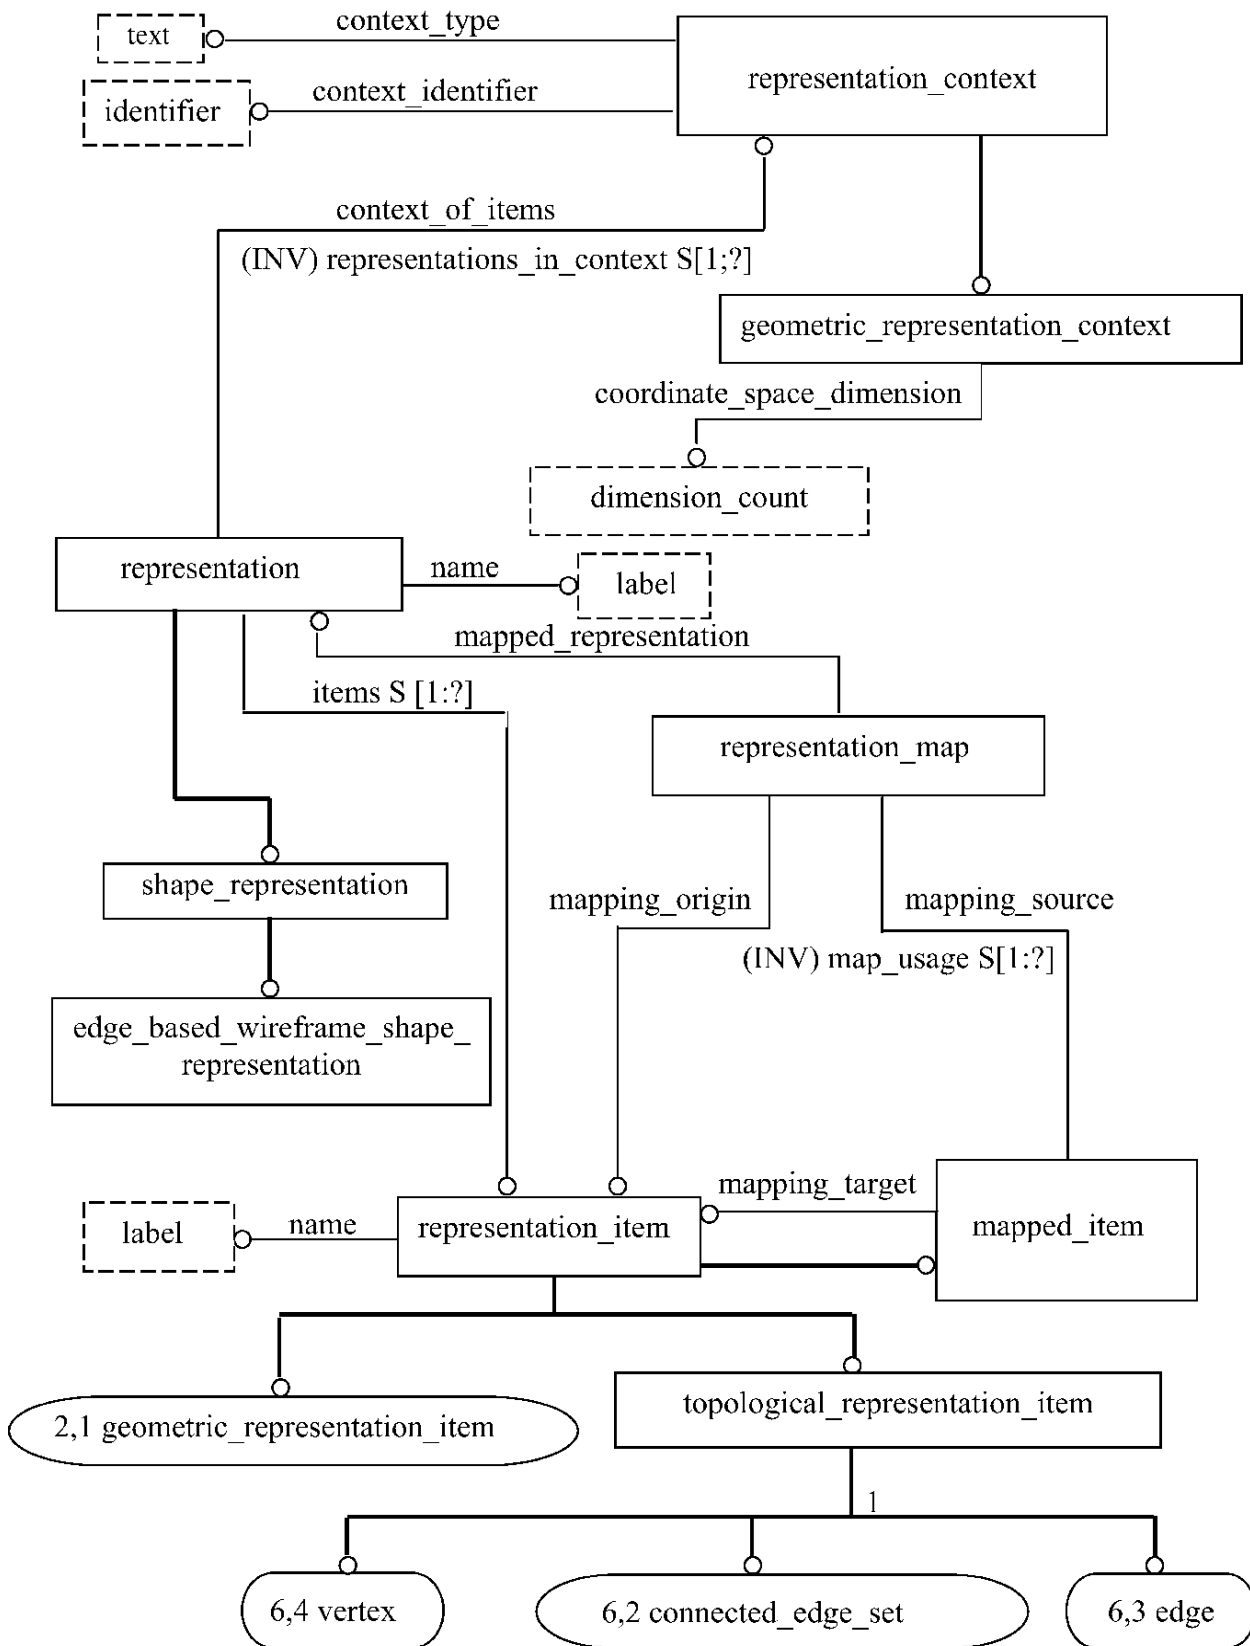 context_type
text
representation_context
context_identifier
identifier
context_of_items
(INV) representations_in_context S[1;?]
geometric_representation_context
coordinate_space_dimension
dimension_count
representation
name
label
mapped_representation
items S [1:?]
representation_map
shape_representation
mapping_origin
mapping_source
(INV) map_usage S[1:?]
edge_based_wireframe_shape_
representation
mapping_target
label
name
representation_item
mapped_item
topological_representation_item
2,1 geometric_representation_item
1
6,4 vertex
6,2 connected_edge_set
6,3 edge